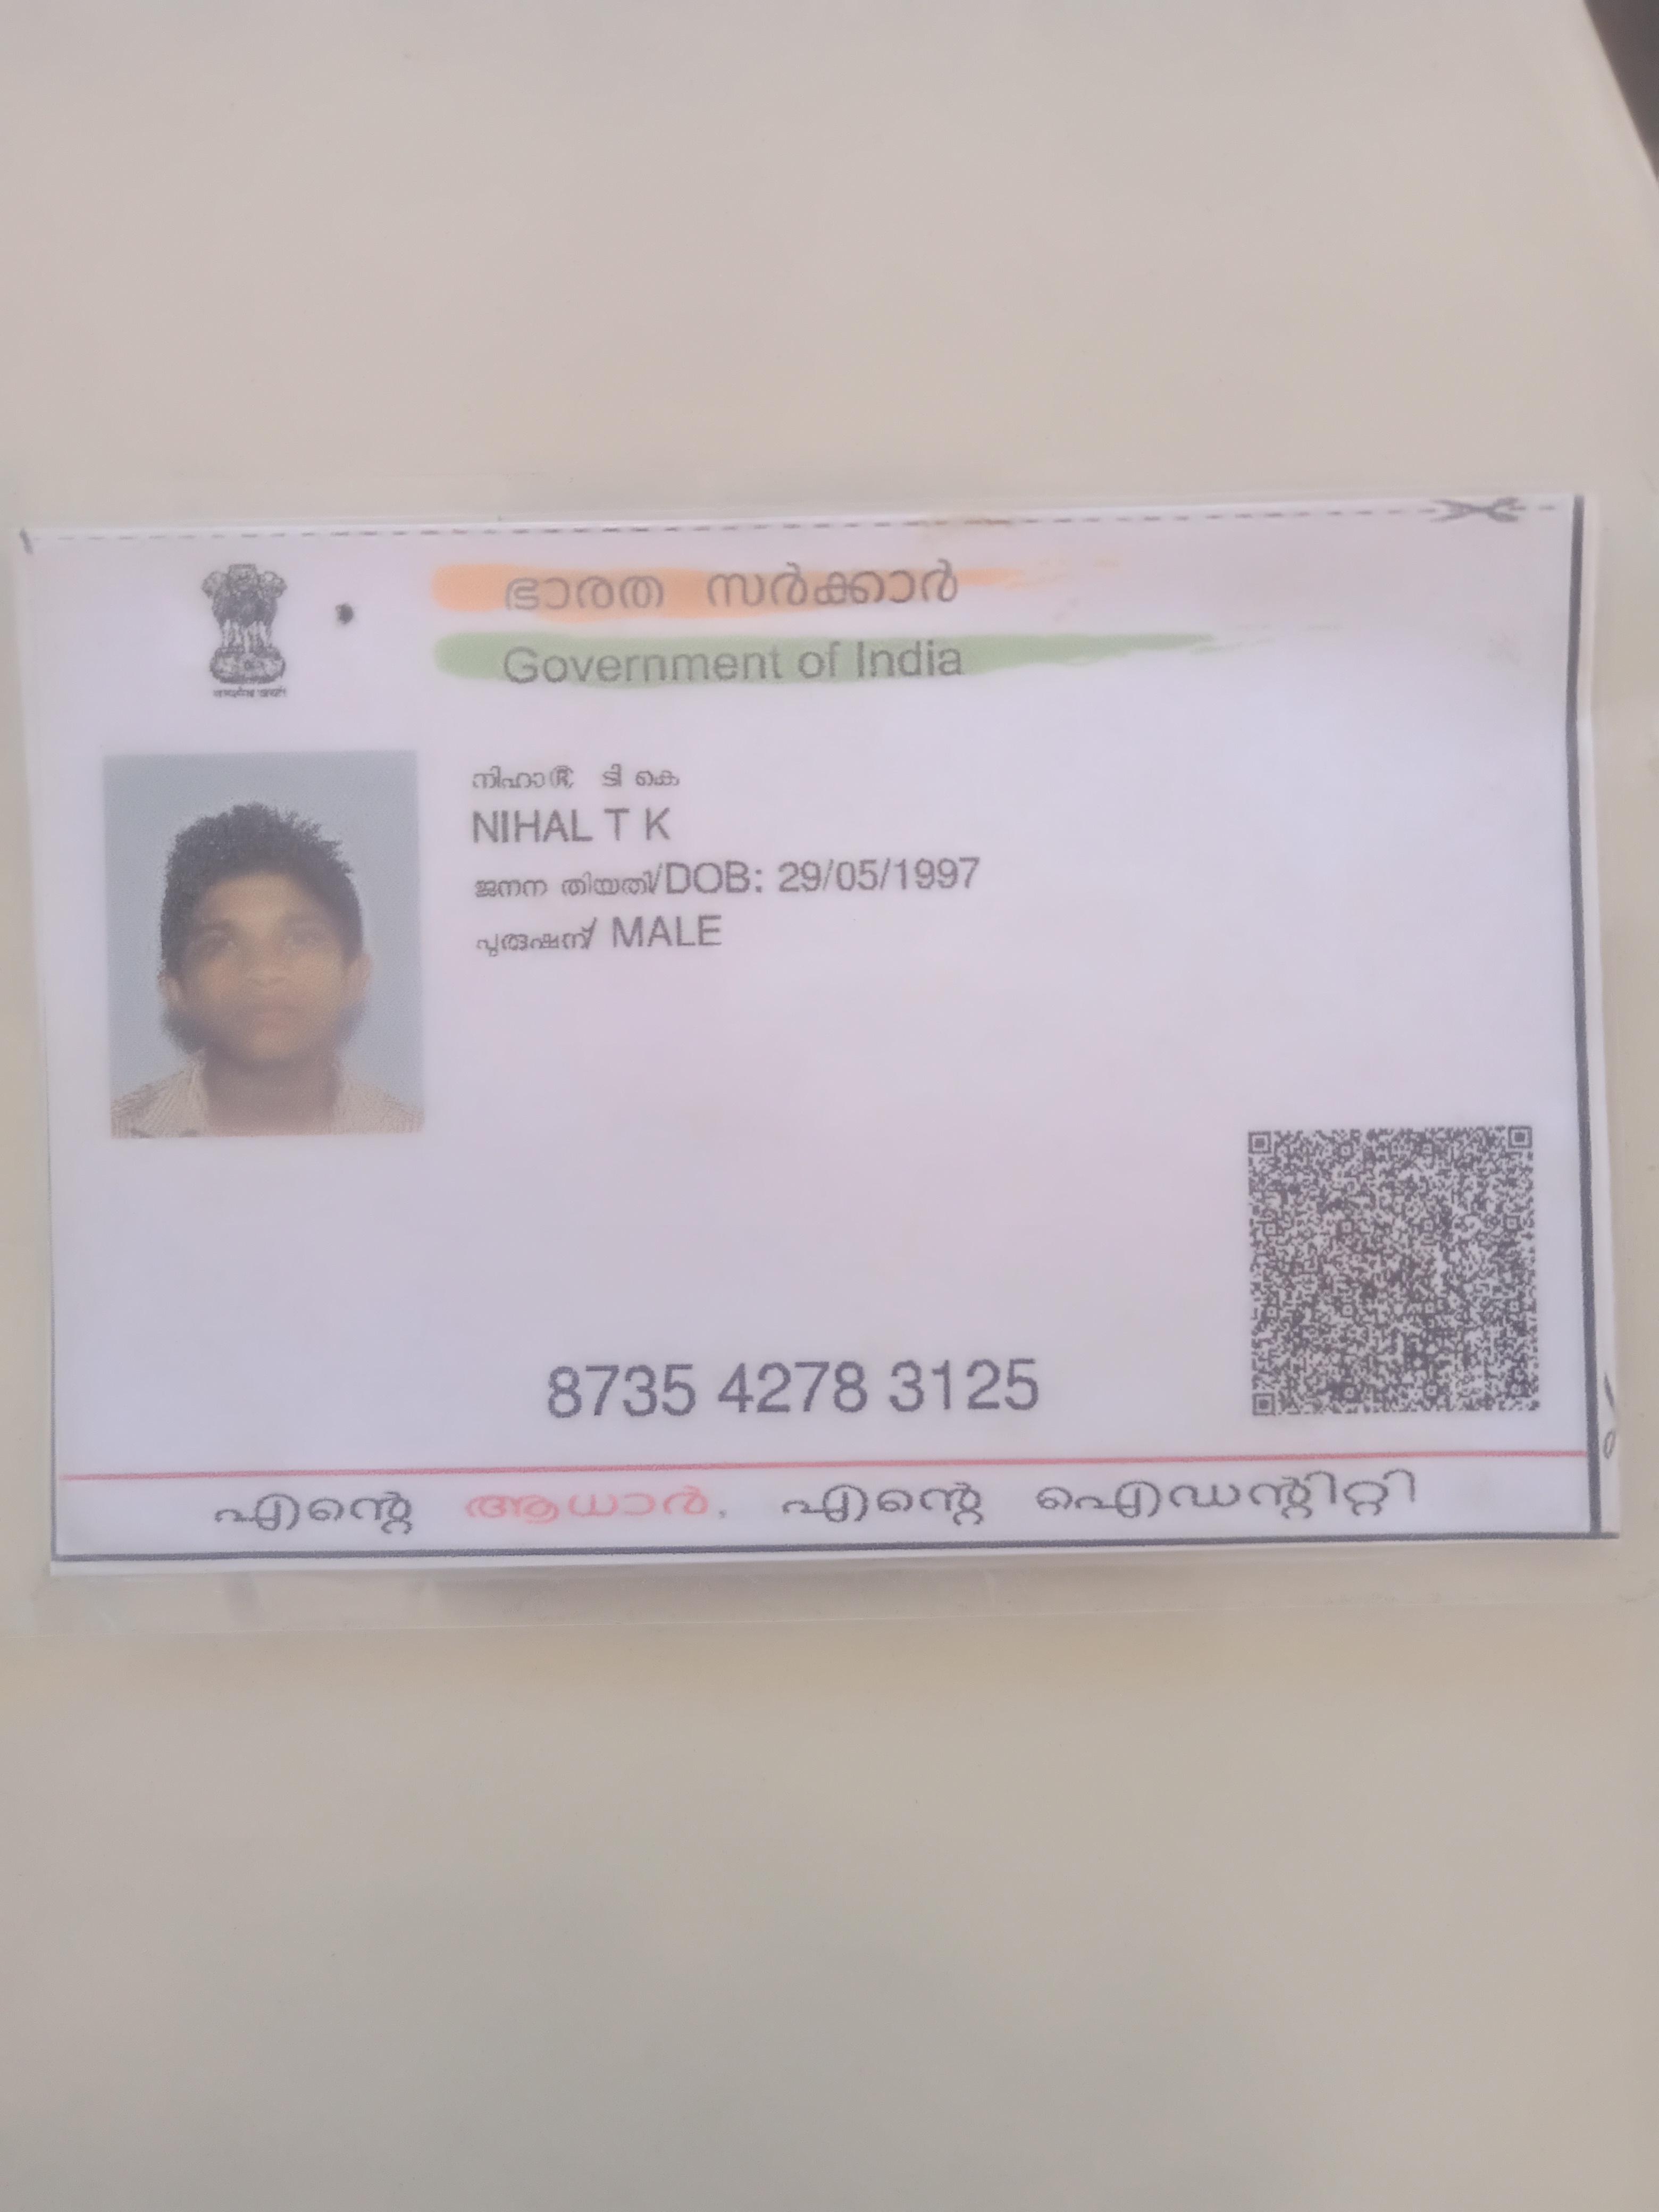 ഭാരത സർക്കാർ
Government of India
ടി കെ
NIHAL T K
ജനന തിയതി/DOB: 29/05/1997
പുരുഷന്/ MALE
8735 4278 3125
എന്റെ ആധാർ, എന്റെ ഐഡന്റിറ്റി